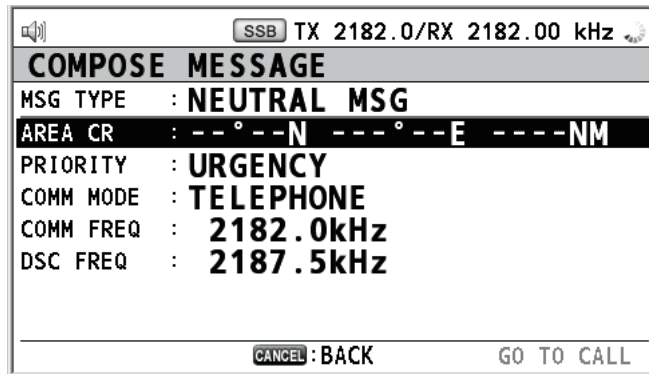 SSB TX 2182.0/RX 2182.00 kHz
COMPOSE MESSAGE
MSG TYPE : NEUTRAL MSG
AREA CR : --°--N ---°--E ----NM
PRIORITY : URGENCY
COMM MODE : TELEPHONE
COMM FREQ : 2182.0kHz
DSC FREQ : 2187.5kHz
CANCEL : BACK GO TO CALL